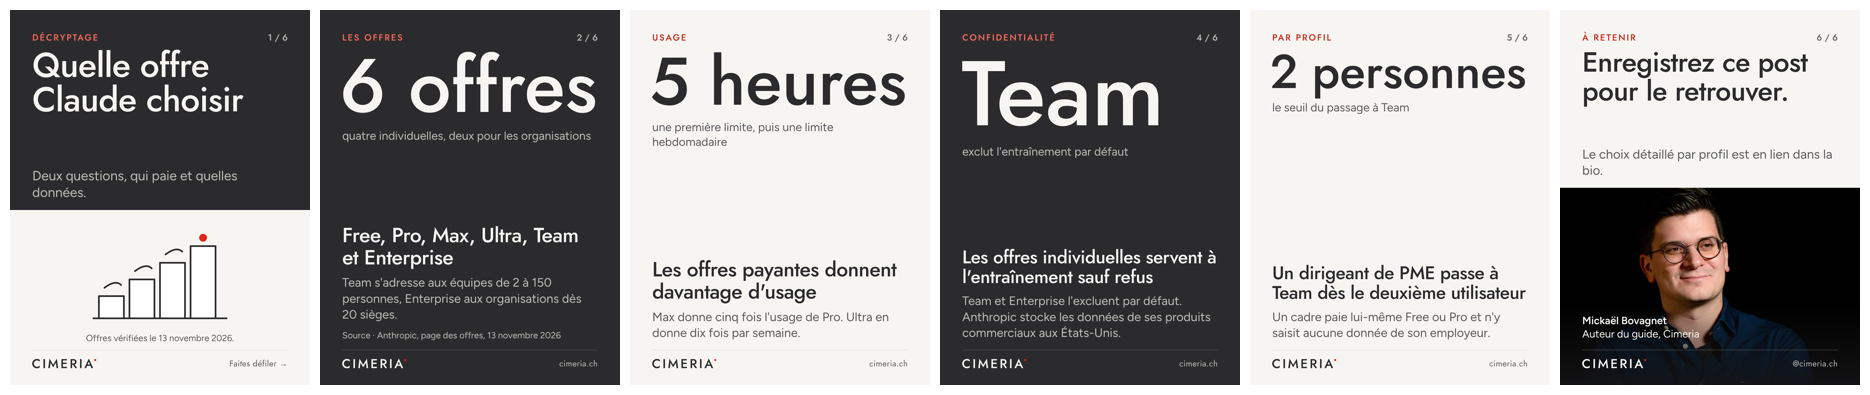 DÉCRYPTAGE
1 / 6
Quelle offre
Claude choisir
Deux questions, qui paie et quelles
données.
Offres vérifiées le 13 novembre 2026.
CIMERIA
Faites défiler →
LES OFFRES
2 / 6
6 offres
quatre individuelles, deux pour les organisations
Free, Pro, Max, Ultra, Team
et Enterprise
Team s'adresse aux équipes de 2 à 150
personnes, Enterprise aux organisations dès
20 sièges.
Source · Anthropic, page des offres, 13 novembre 2026
CIMERIA
cimeria.ch
USAGE
3 / 6
5 heures
une première limite, puis une limite
hebdomadaire
Les offres payantes donnent
davantage d'usage
Max donne cinq fois l'usage de Pro. Ultra en
donne dix fois par semaine.
CIMERIA
cimeria.ch
CONFIDENTIALITÉ
4 / 6
Team
exclut l'entraînement par défaut
Les offres individuelles servent à
l'entraînement sauf refus
Team et Enterprise l'excluent par défaut.
Anthropic stocke les données de ses produits
commerciaux aux États-Unis.
CIMERIA
cimeria.ch
PAR PROFIL
5 / 6
2 personnes
le seuil du passage à Team
Un dirigeant de PME passe à
Team dès le deuxième utilisateur
Un cadre paie lui-même Free ou Pro et n'y
saisit aucune donnée de son employeur.
CIMERIA
cimeria.ch
À RETENIR
6 / 6
Enregistrez ce post
pour le retrouver.
Le choix détaillé par profil est en lien dans la
bio.
Mickaël Bovagnet
Auteur du guide, Cimeria
CIMERIA
@cimeria.ch